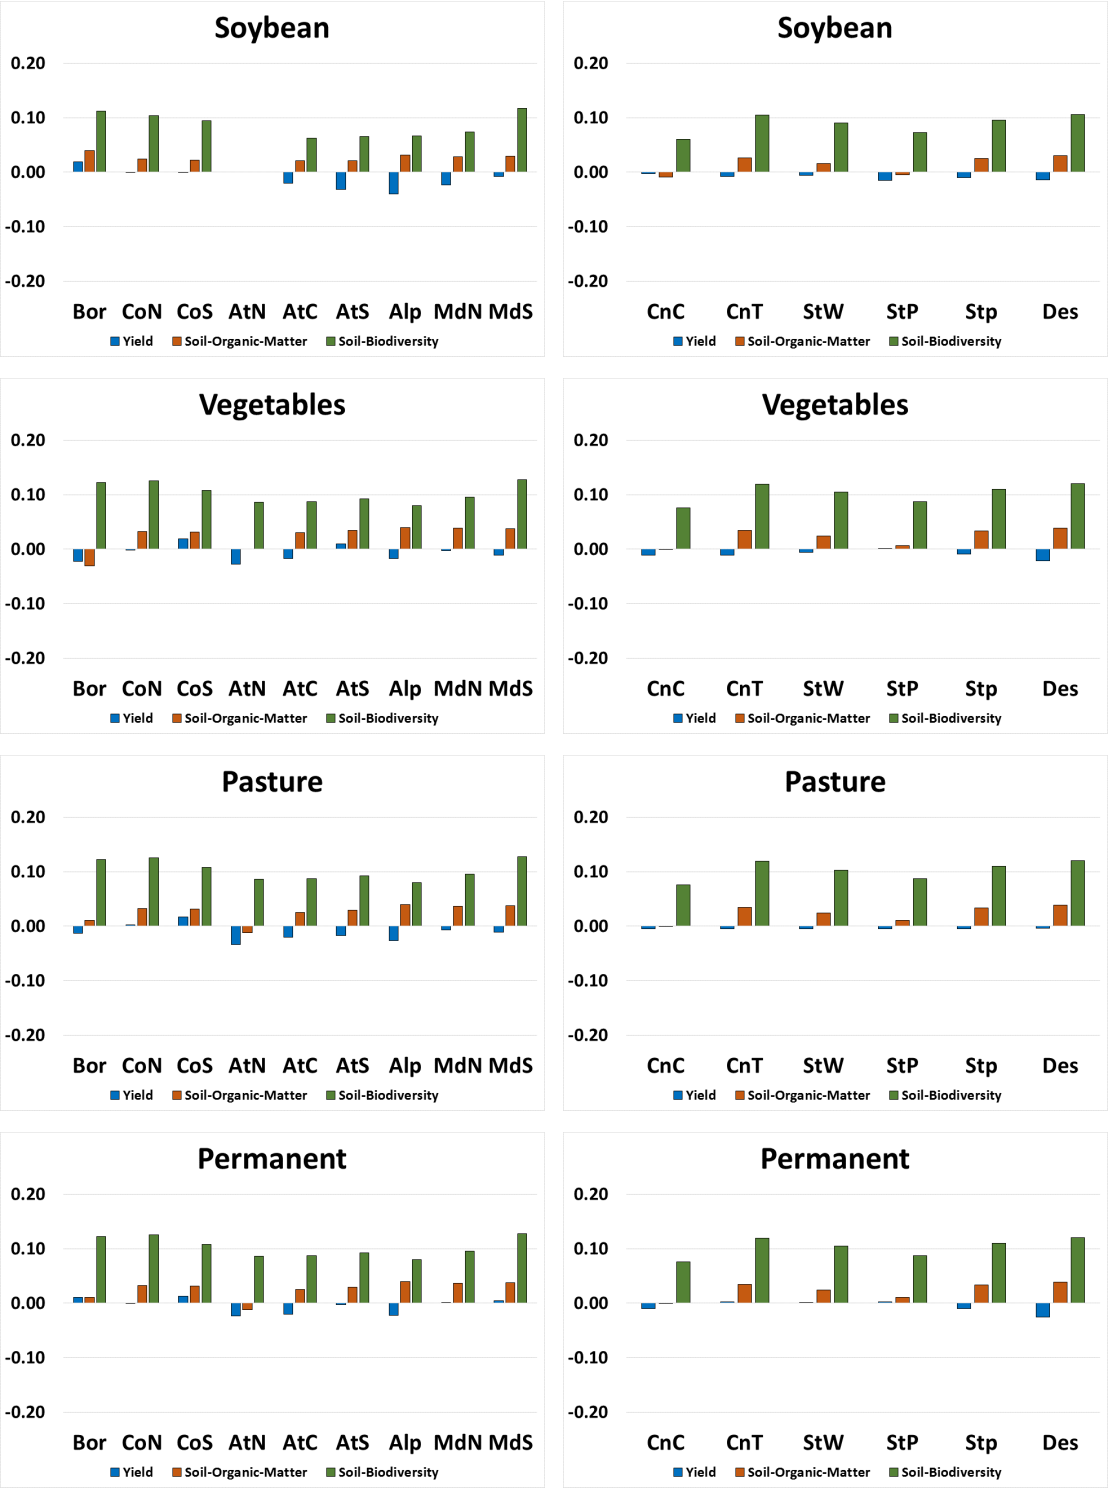 Soybean
0.20
0.10
0.00
-0.10
-0.20
Bor CoN CoS AtN AtC AtS Alp MdN MdS
Yield Soil-Organic-Matter Soil-Biodiversity
Soybean
0.20
0.10
0.00
-0.10
-0.20
CnC CnT StW StP Stp Des
Yield Soil-Organic-Matter Soil-Biodiversity
Vegetables
0.20
0.10
0.00
-0.10
-0.20
Bor CoN CoS AtN AtC AtS Alp MdN MdS
Yield Soil-Organic-Matter Soil-Biodiversity
Vegetables
0.20
0.10
0.00
-0.10
-0.20
CnC CnT StW StP Stp Des
Yield Soil-Organic-Matter Soil-Biodiversity
Pasture
0.20
0.10
0.00
-0.10
-0.20
Bor CoN CoS AtN AtC AtS Alp MdN MdS
Yield Soil-Organic-Matter Soil-Biodiversity
Pasture
0.20
0.10
0.00
-0.10
-0.20
CnC CnT StW StP Stp Des
Yield Soil-Organic-Matter Soil-Biodiversity
Permanent
0.20
0.10
0.00
-0.10
-0.20
Bor CoN CoS AtN AtC AtS Alp MdN MdS
Yield Soil-Organic-Matter Soil-Biodiversity
Permanent
0.20
0.10
0.00
-0.10
-0.20
CnC CnT StW StP Stp Des
Yield Soil-Organic-Matter Soil-Biodiversity